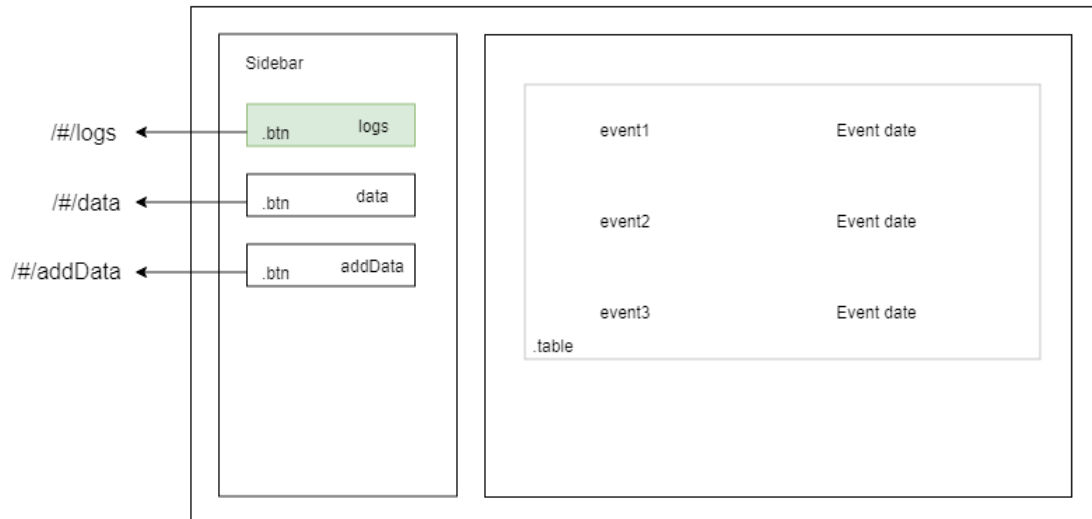 Sidebar
/#/logs
.btn
logs
/#/data
.btn
data
/#/addData
.btn
addData
event1
Event date
event2
Event date
event3
Event date
.table